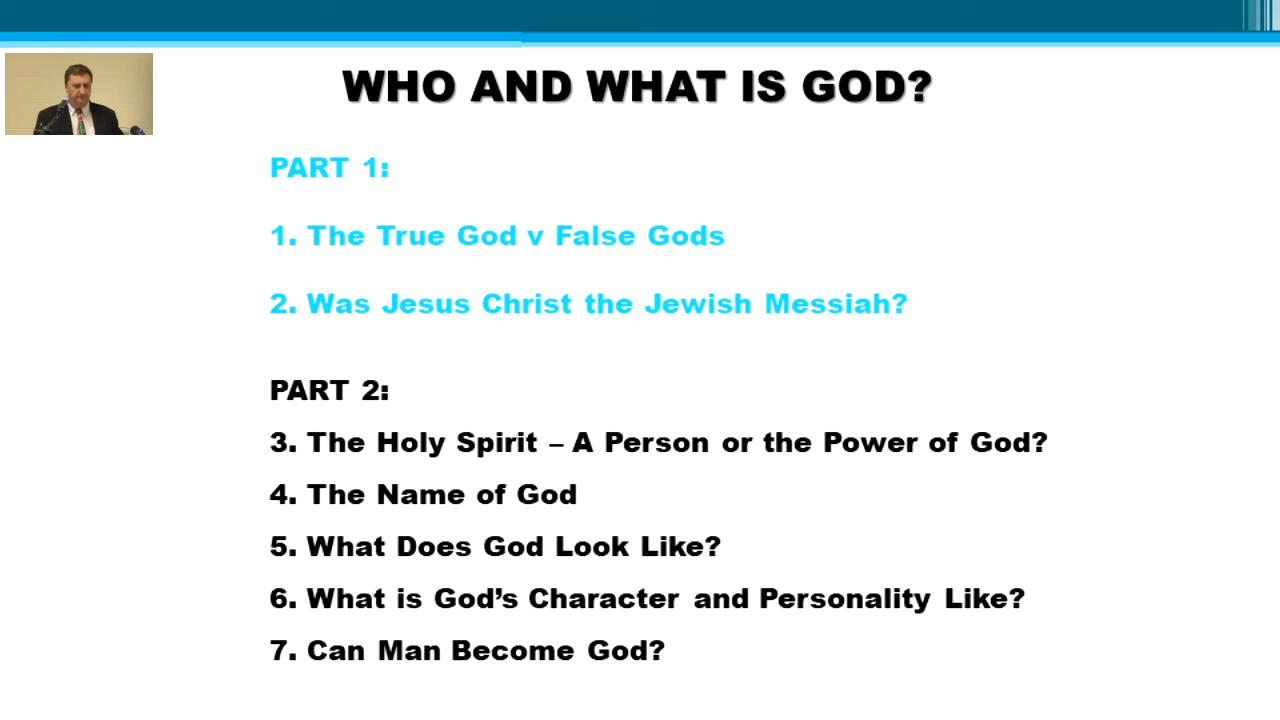 WHO AND WHAT IS GOD?
PART 1:
1. The True God v False Gods
2. Was Jesus Christ the Jewish Messiah?
PART 2:
3. The Holy Spirit – A Person or the Power of God?
4. The Name of God
5. What Does God Look Like?
6. What is God’s Character and Personality Like?
7. Can Man Become God?